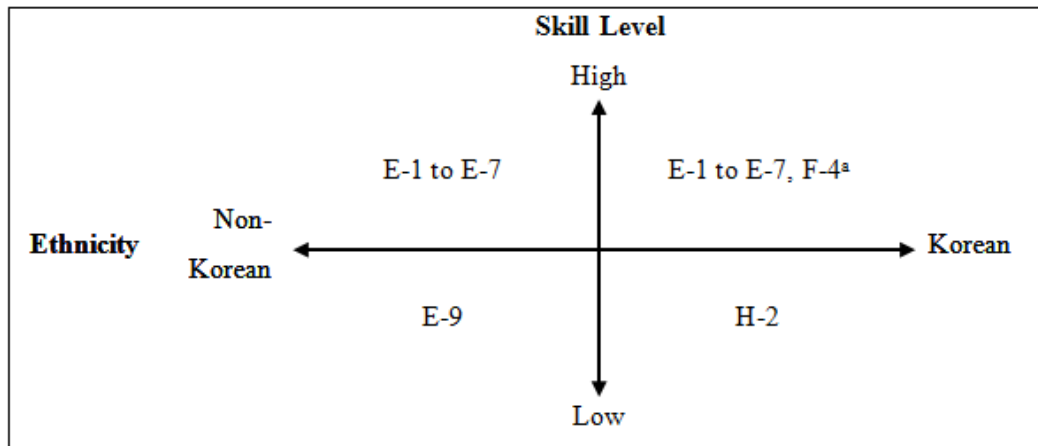 Skill Level
High
E-1 to E-7
E-1 to E-7, F-4ᵃ
Non-
Ethnicity
Korean
Korean
E-9
H-2
Low